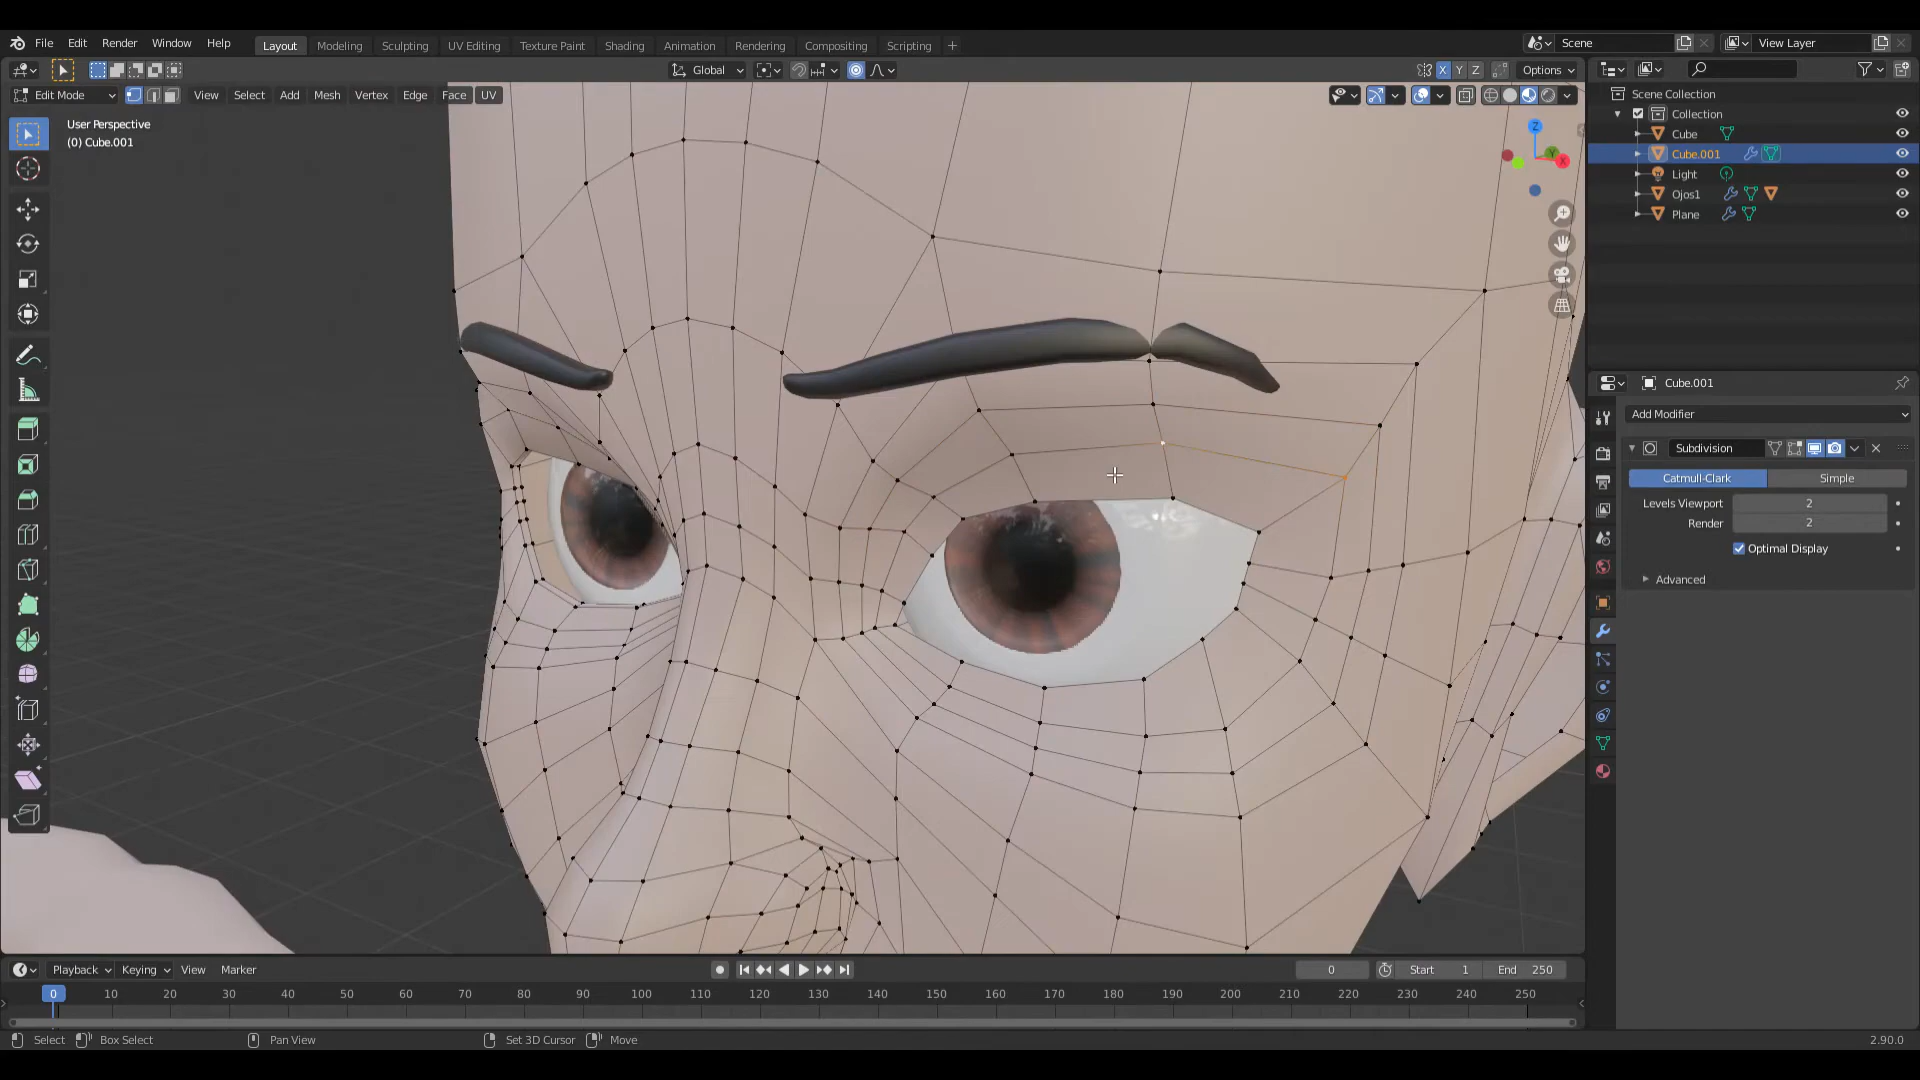 File Edit Render Window Help Layout Modeling Sculpting UV Editing Texture Paint Shading Animation Rendering Compositing Scripting + Scene View Layer
Global X Y Z Options
Edit Mode View Select Add Mesh Vertex Edge Face UV
User Perspective
(0) Cube.001
Z
Y
X
Scene Collection
Collection
Cube
Cube.001
Light
Ojos1
Plane
Cube.001
Add Modifier
Subdivision
Catmull-Clark Simple
Levels Viewport 2
Render 2
Optimal Display
Advanced
Playback Keying View Marker 0 Start 1 End 250
0 10 20 30 40 50 60 70 80 90 100 110 120 130 140 150 160 170 180 190 200 210 220 230 240 250
Select Box Select Pan View Set 3D Cursor Move 2.90.0